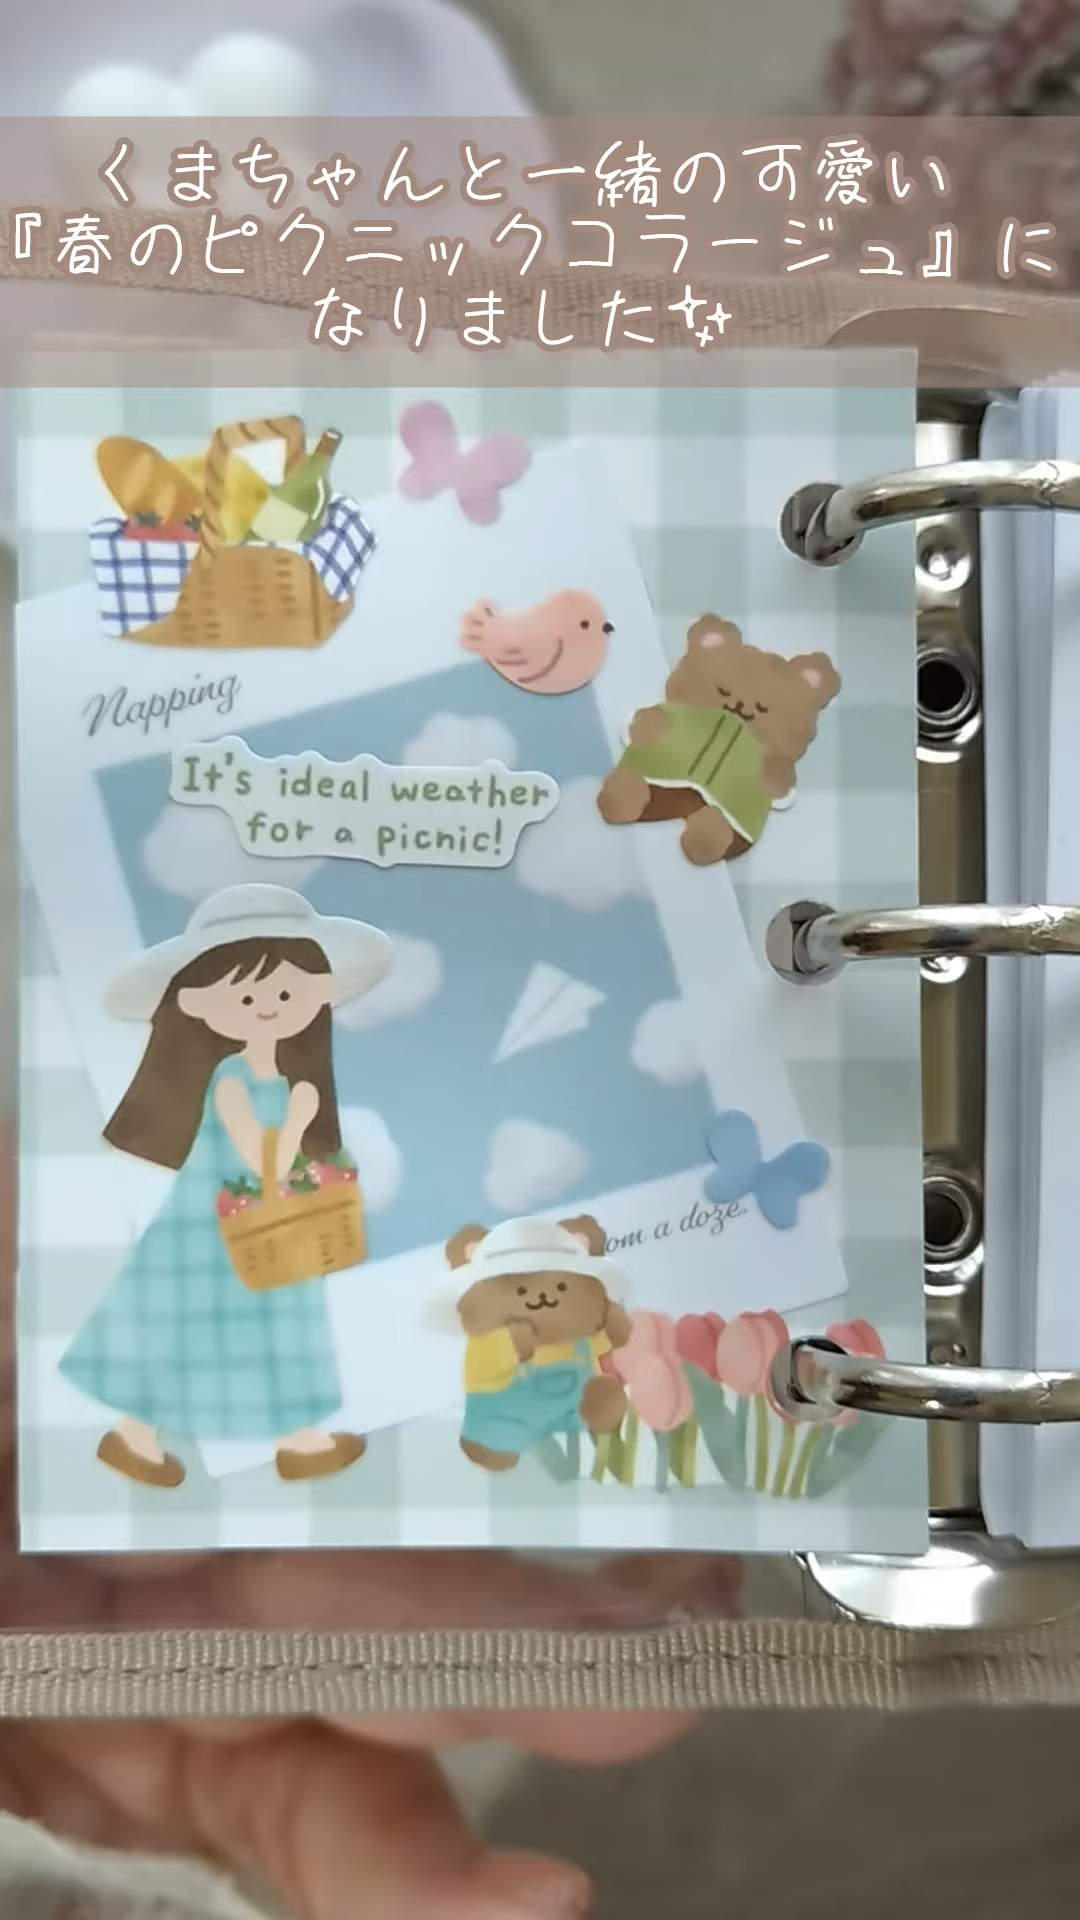 くまちゃんと一緒の可愛い
『春のピクニックコラージュ』に
なりました✨
Napping
It's ideal weather
for a picnic!
a doze.